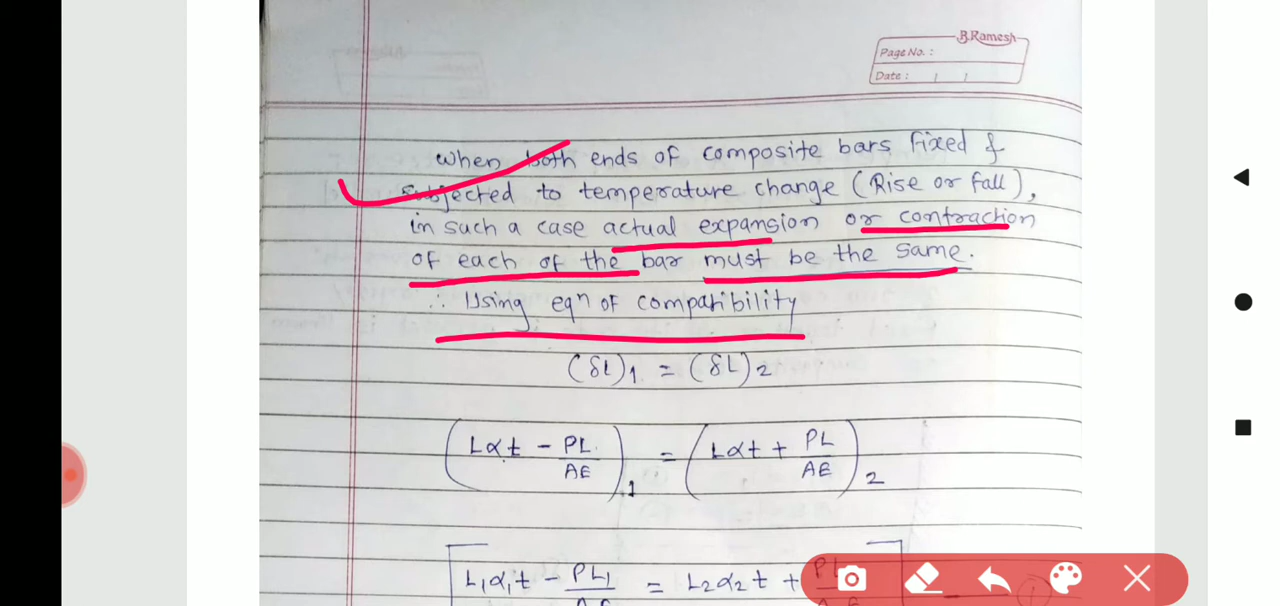 B.Ramesh
Page No. :
Date : / /
When both ends of composite bars fixed &
subjected to temperature change (Rise or fall),
in such a case actual expansion or contraction
of each of the bar must be the same.
∴ Using eqⁿ of compatibility
(δL)₁ = (δL)₂
(Lαt - PL/AE)₁ = (Lαt + PL/AE)₂
L₁α₁t - PL₁ = L₂α₂t +